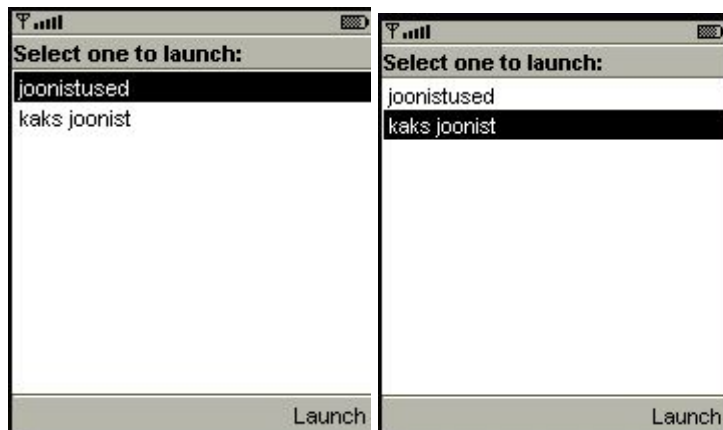 Select one to launch:
joonistused
kaks joonist
Launch
Select one to launch:
joonistused
kaks joonist
Launch